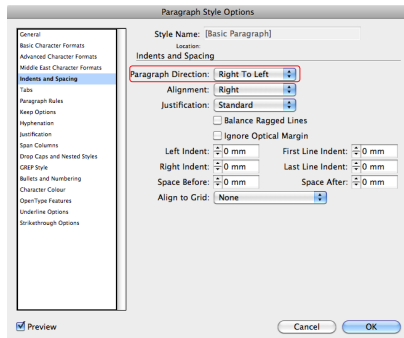 Paragraph Style Options
General
Basic Character Formats
Advanced Character Formats
Middle East Character Formats
Indents and Spacing
Tabs
Paragraph Rules
Keep Options
Hyphenation
Justification
Span Columns
Drop Caps and Nested Styles
GREP Style
Bullets and Numbering
Character Colour
OpenType Features
Underline Options
Strikethrough Options
Style Name: [Basic Paragraph]
Location:
Indents and Spacing
Paragraph Direction: Right To Left
Alignment: Right
Justification: Standard
Balance Ragged Lines
Ignore Optical Margin
Left Indent: 0 mm First Line Indent: 0 mm
Right Indent: 0 mm Last Line Indent: 0 mm
Space Before: 0 mm Space After: 0 mm
Align to Grid: None
Preview Cancel OK